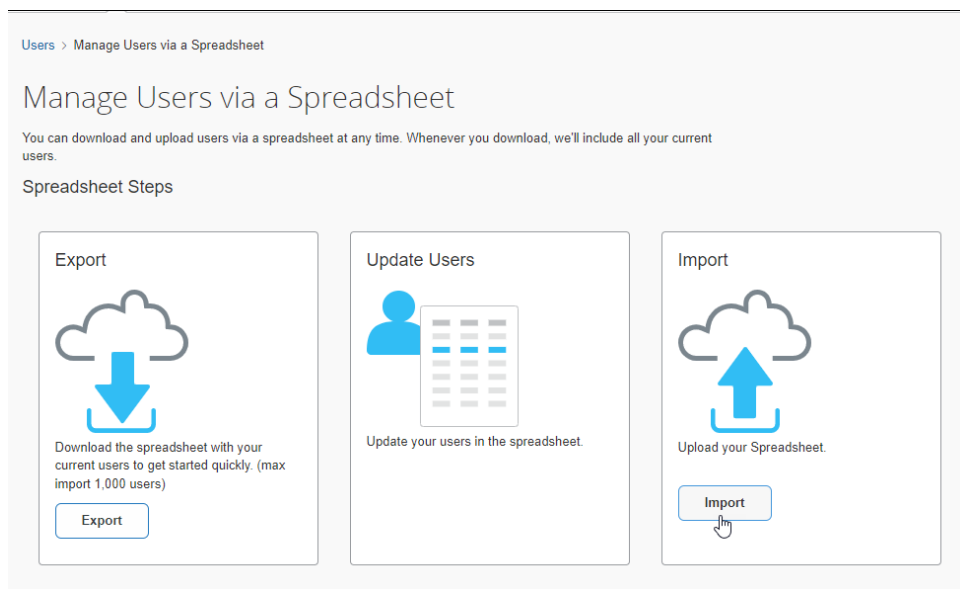 Users > Manage Users via a Spreadsheet
Manage Users via a Spreadsheet
You can download and upload users via a spreadsheet at any time. Whenever you download, we'll include all your current
users.
Spreadsheet Steps
Export
Download the spreadsheet with your
current users to get started quickly. (max
import 1,000 users)
Export
Update Users
Update your users in the spreadsheet.
Import
Upload your Spreadsheet.
Import